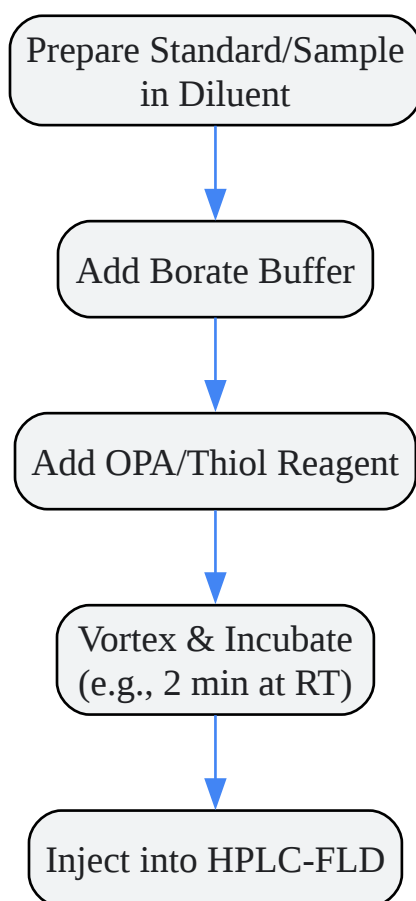 Prepare Standard/Sample
in Diluent
Add Borate Buffer
Add OPA/Thiol Reagent
Vortex & Incubate
(e.g., 2 min at RT)
Inject into HPLC-FLD